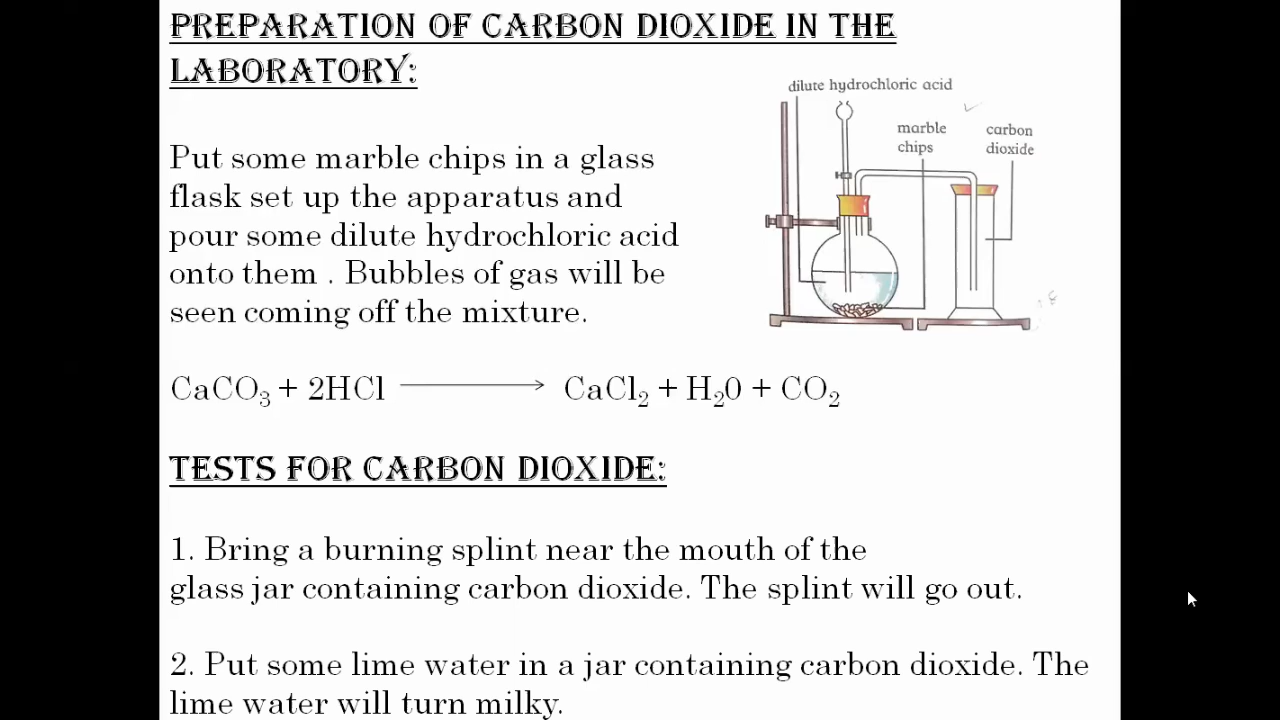 PREPARATION OF CARBON DIOXIDE IN THE
LABORATORY:
dilute hydrochloric acid
marble
chips
carbon
dioxide
Put some marble chips in a glass
flask set up the apparatus and
pour some dilute hydrochloric acid
onto them . Bubbles of gas will be
seen coming off the mixture.
CaCO₃ + 2HCl ⟶ CaCl₂ + H₂0 + CO₂
TESTS FOR CARBON DIOXIDE:
1. Bring a burning splint near the mouth of the
glass jar containing carbon dioxide. The splint will go out.
2. Put some lime water in a jar containing carbon dioxide. The
lime water will turn milky.